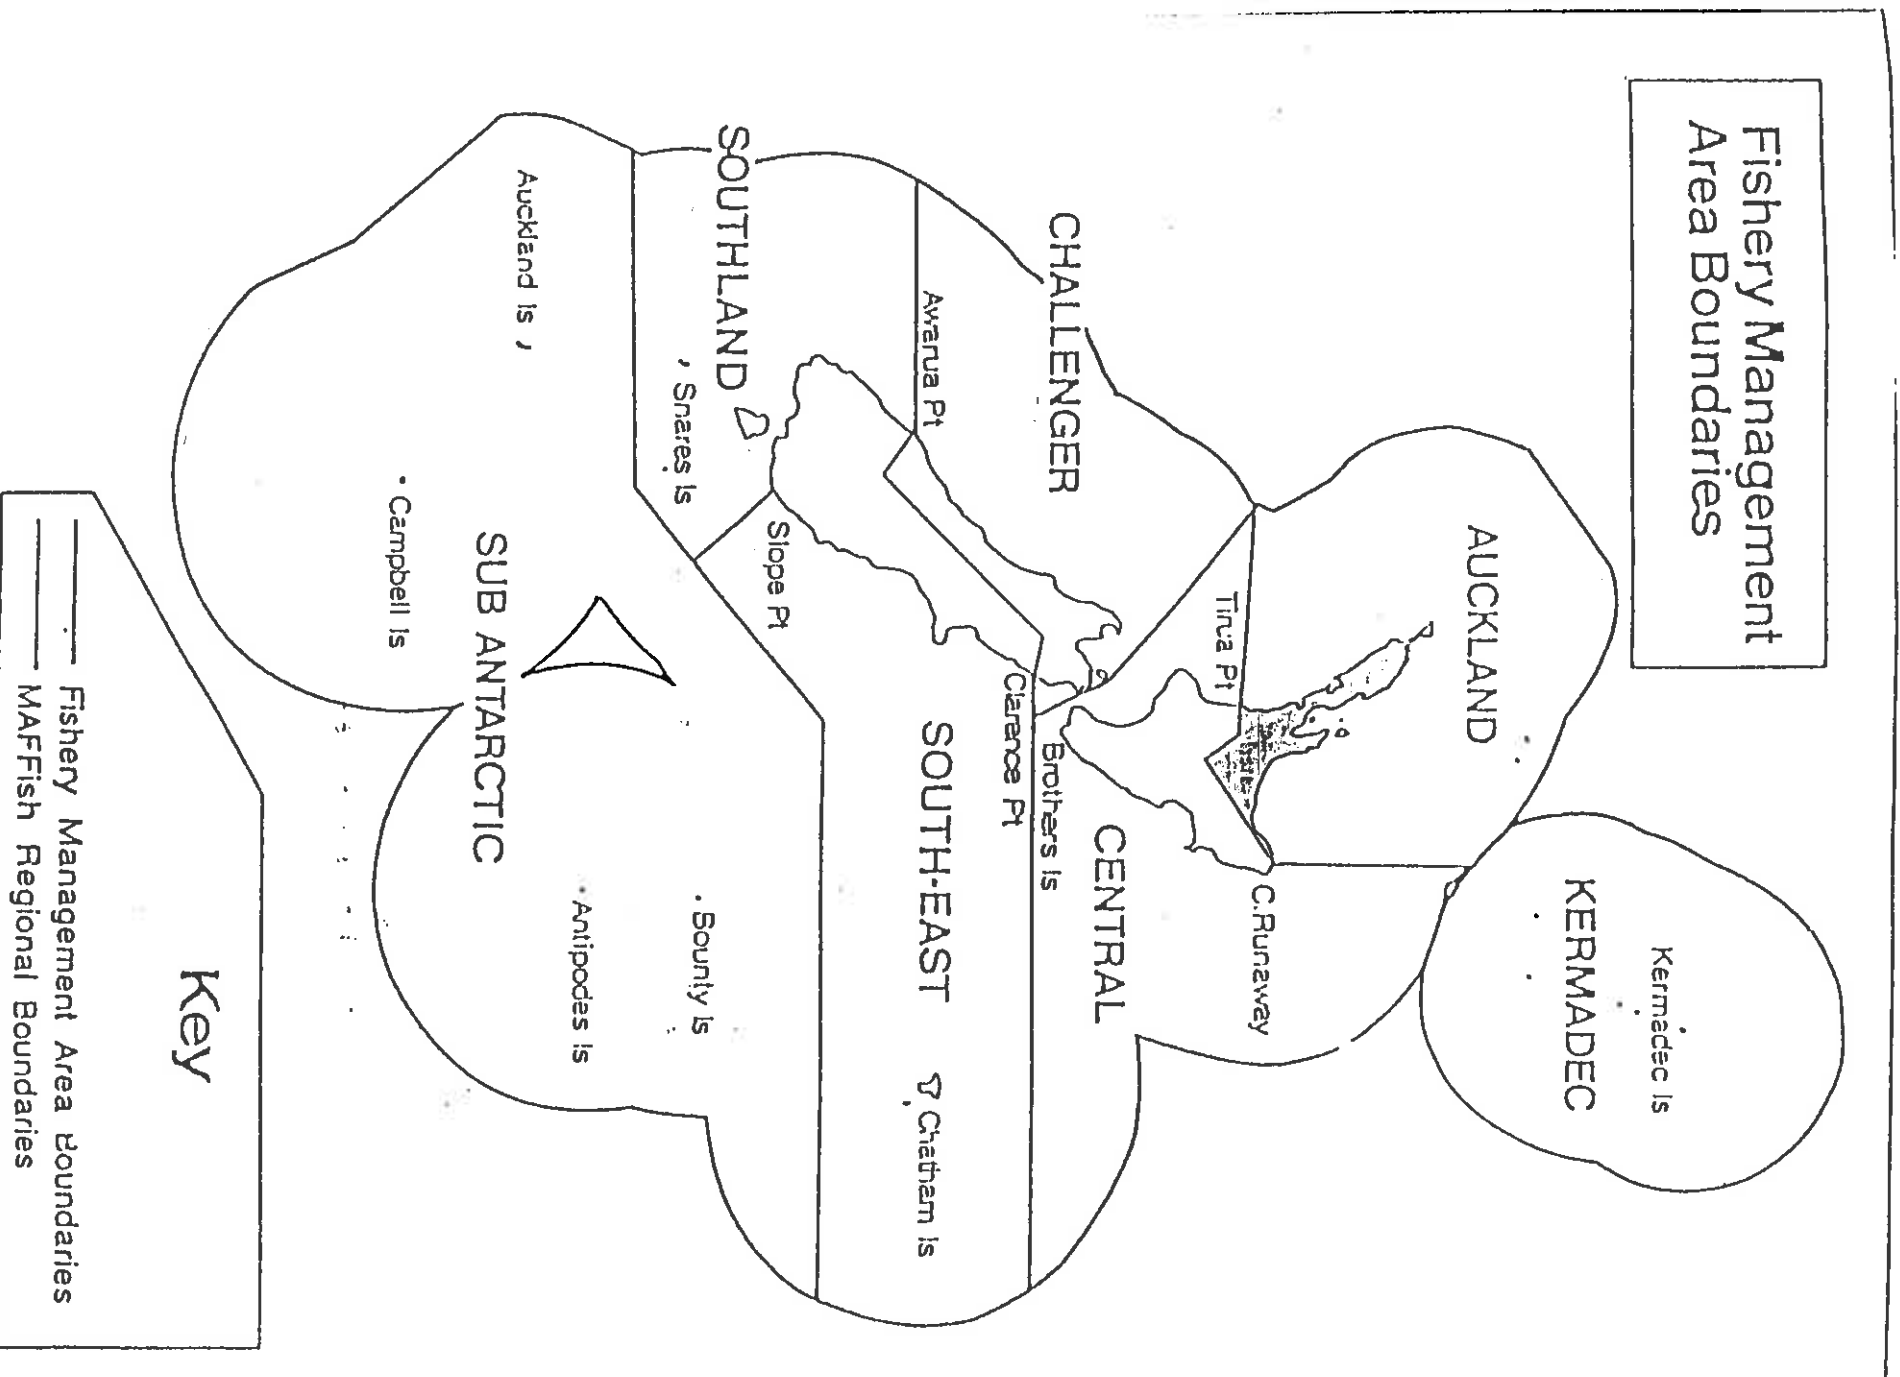 Fishery Management
Area Boundaries
Kermadec Is
KERMADEC
AUCKLAND
C.Runaway
Tirua Pt
CENTRAL
CHALLENGER
Brothers Is
Clarence Pt
Awarua Pt
SOUTH-EAST
Chatham Is
Slope Pt
SOUTHLAND
Snares Is
Bounty Is
Antipodes Is
Auckland Is
SUB ANTARCTIC
Campbell Is
Key
Fishery Management Area Boundaries
MAFFish Regional Boundaries